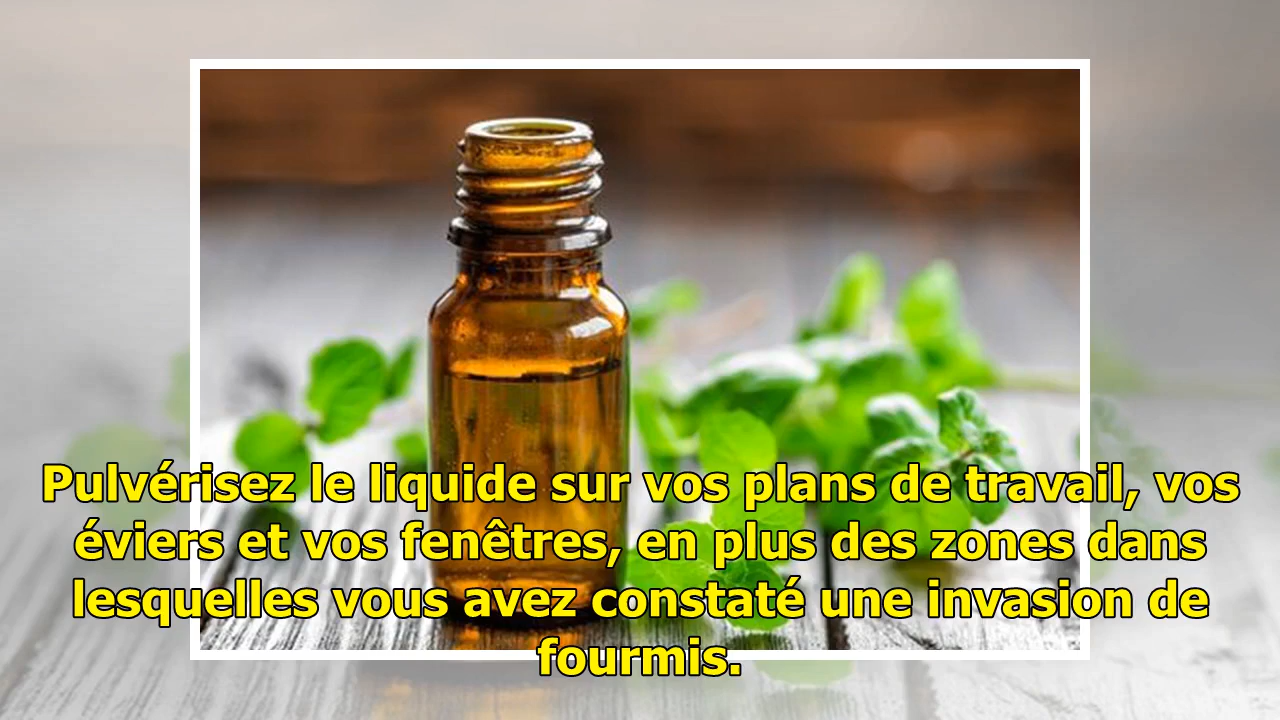 Pulvérisez le liquide sur vos plans de travail, vos
éviers et vos fenêtres, en plus des zones dans
lesquelles vous avez constaté une invasion de
fourmis.